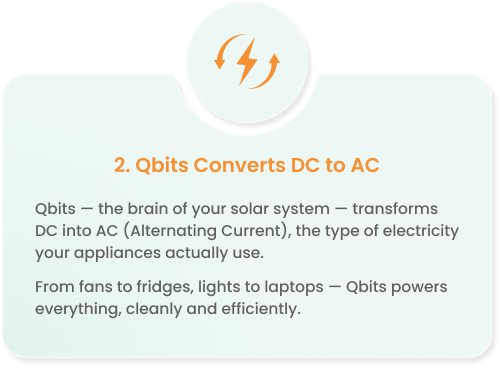 2. Qbits Converts DC to AC
Qbits — the brain of your solar system — transforms
DC into AC (Alternating Current), the type of electricity
your appliances actually use.
From fans to fridges, lights to laptops — Qbits powers
everything, cleanly and efficiently.